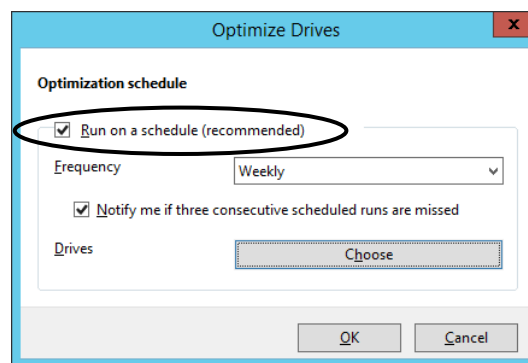 Optimize Drives
x
Optimization schedule
Run on a schedule (recommended)
Frequency Weekly
Notify me if three consecutive scheduled runs are missed
Drives Choose
OK Cancel